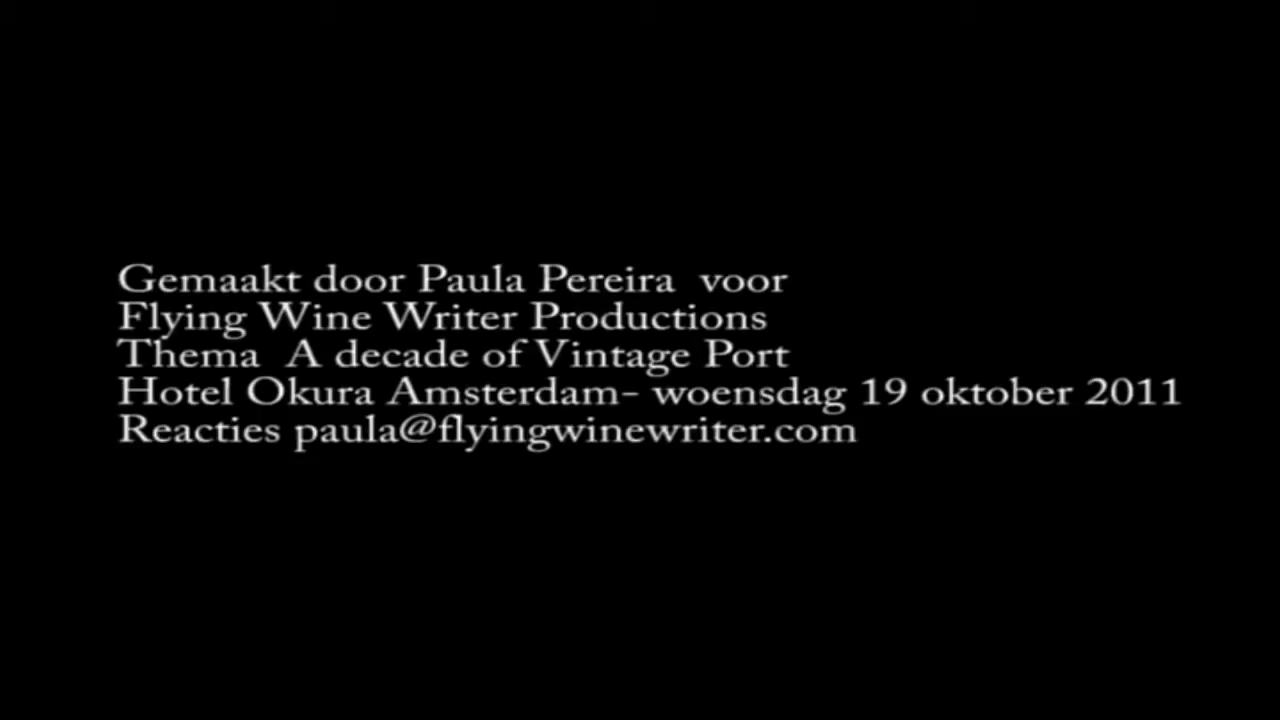 Gemaakt door Paula Pereira  voor
Flying Wine Writer Productions
Thema  A decade of Vintage Port
Hotel Okura Amsterdam- woensdag 19 oktober 2011
Reacties paula@flyingwinewriter.com